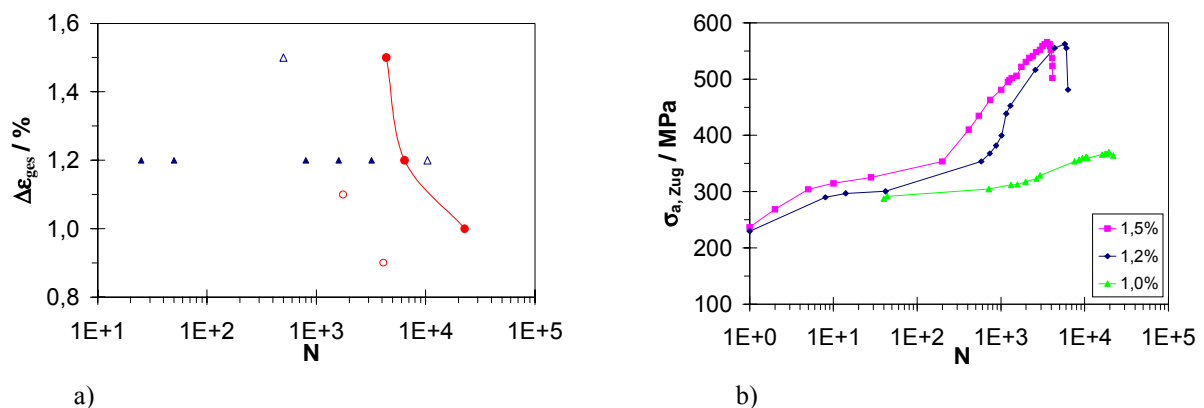 1,6
1,4
1,2
1,0
0,8
Δε_ges / %
1E+1 1E+2 1E+3 1E+4 1E+5
N
a)
600
500
400
300
200
100
σ_a, Zug / MPa
1,5%
1,2%
1,0%
1E+0 1E+1 1E+2 1E+3 1E+4 1E+5
N
b)